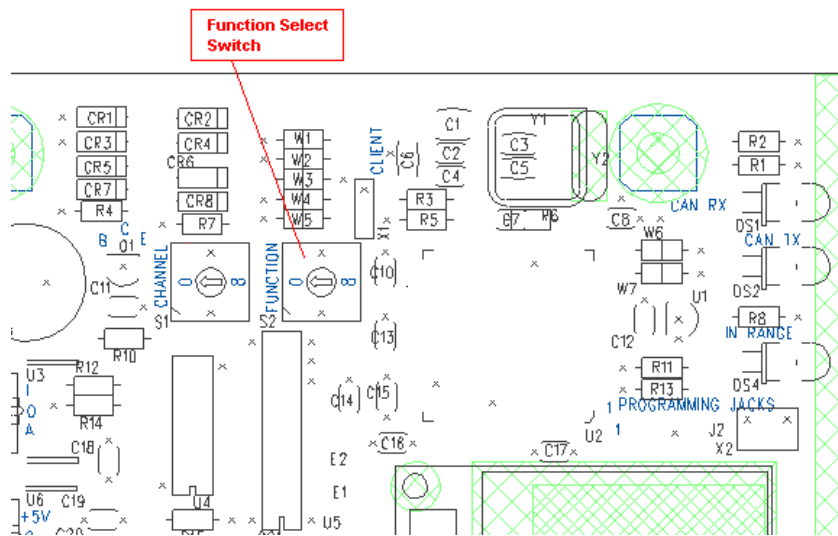 Function Select
Switch
CR1
CR2
W1
C1
Y1
R2
CR3
CR4
W2
CLIENT
C6
C2
C3
Y2
R1
CR5
CR6
W3
C4
C5
CR7
CR8
W4
R3
CAN RX
DS1
R4
R7
W5
X1
R5
C7
R6
C8
C
B
E
Q1
W6
CAN TX
CHANNEL
0
8
FUNCTION
0
8
C10
C11
W7
U1
DS2
S1
S2
C13
C12
R8
IN RANGE
R10
U3
R12
R11
DS4
I
O
A
R14
C14
C15
R13
1
PROGRAMMING JACKS
1
J2
X2
C18
C16
U2
C17
E2
U6
C19
U4
E1
+5V
C20
U5